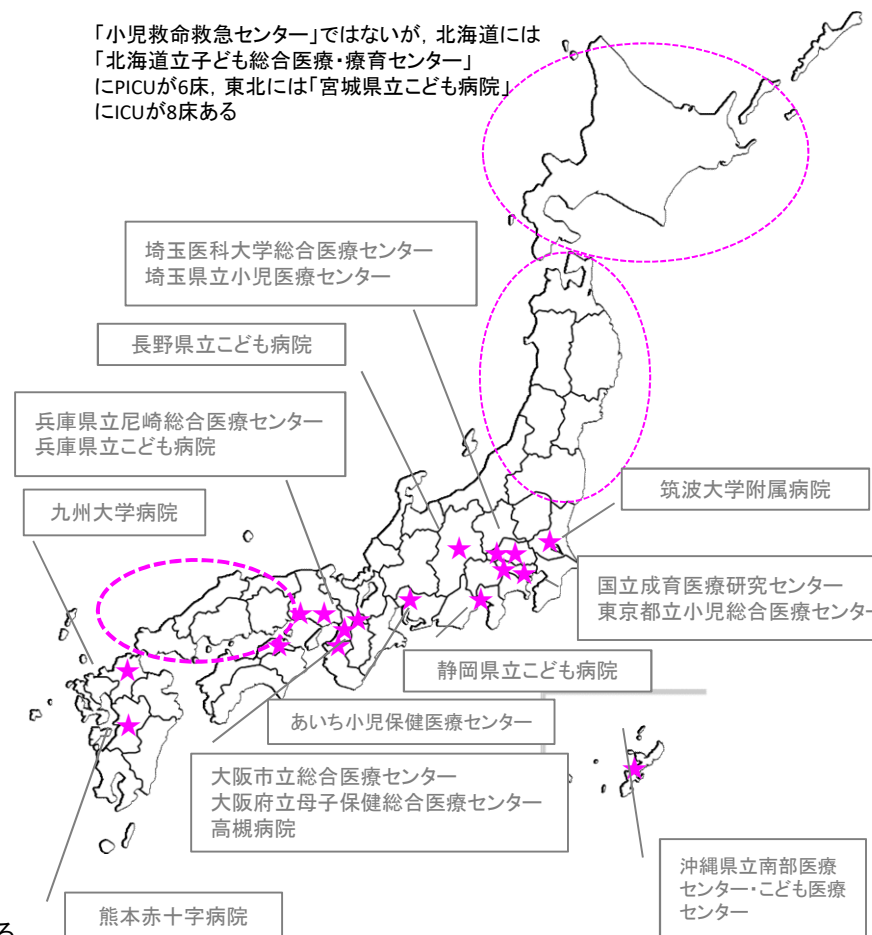 「小児救命救急センター」ではないが, 北海道には
「北海道立子ども総合医療・療育センター」
にPICUが6床, 東北には「宮城県立こども病院」
にICUが8床ある
埼玉医科大学総合医療センター
埼玉県立小児医療センター
長野県立こども病院
兵庫県立尼崎総合医療センター
兵庫県立こども病院
九州大学病院
筑波大学附属病院
国立成育医療研究センター
東京都立小児総合医療センター
静岡県立こども病院
あいち小児保健医療センター
大阪市立総合医療センター
大阪府立母子保健総合医療センター
高槻病院
沖縄県立南部医療
センター・こども医療
センター
熊本赤十字病院
る